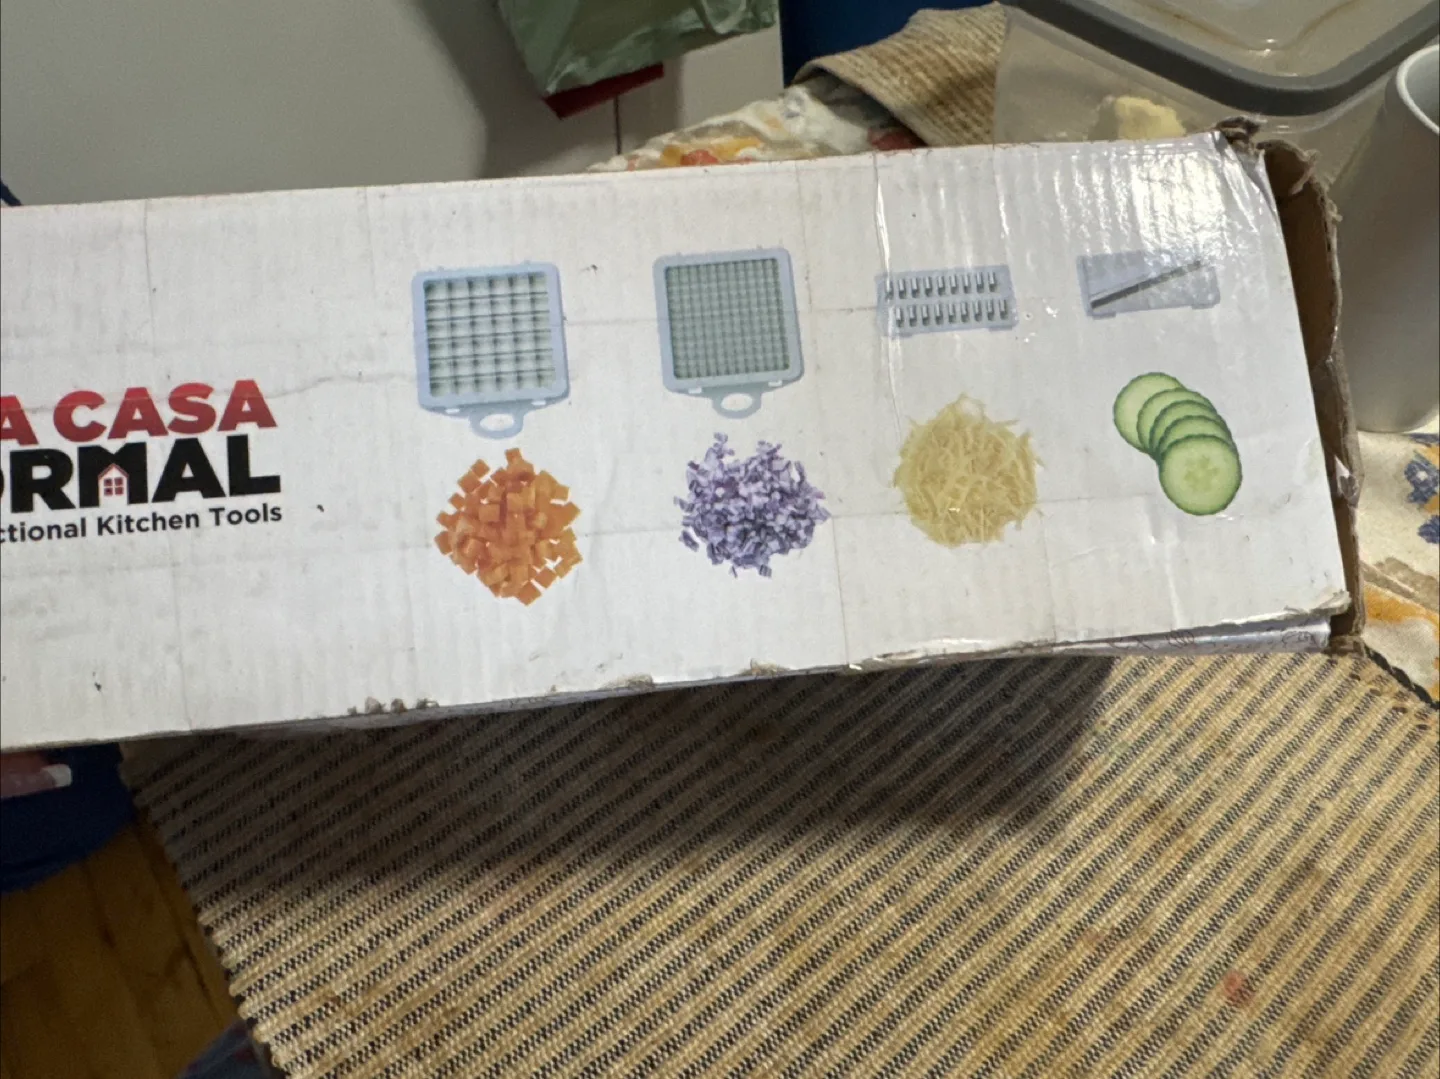 A CASA
ORMAL
ctional Kitchen Tools